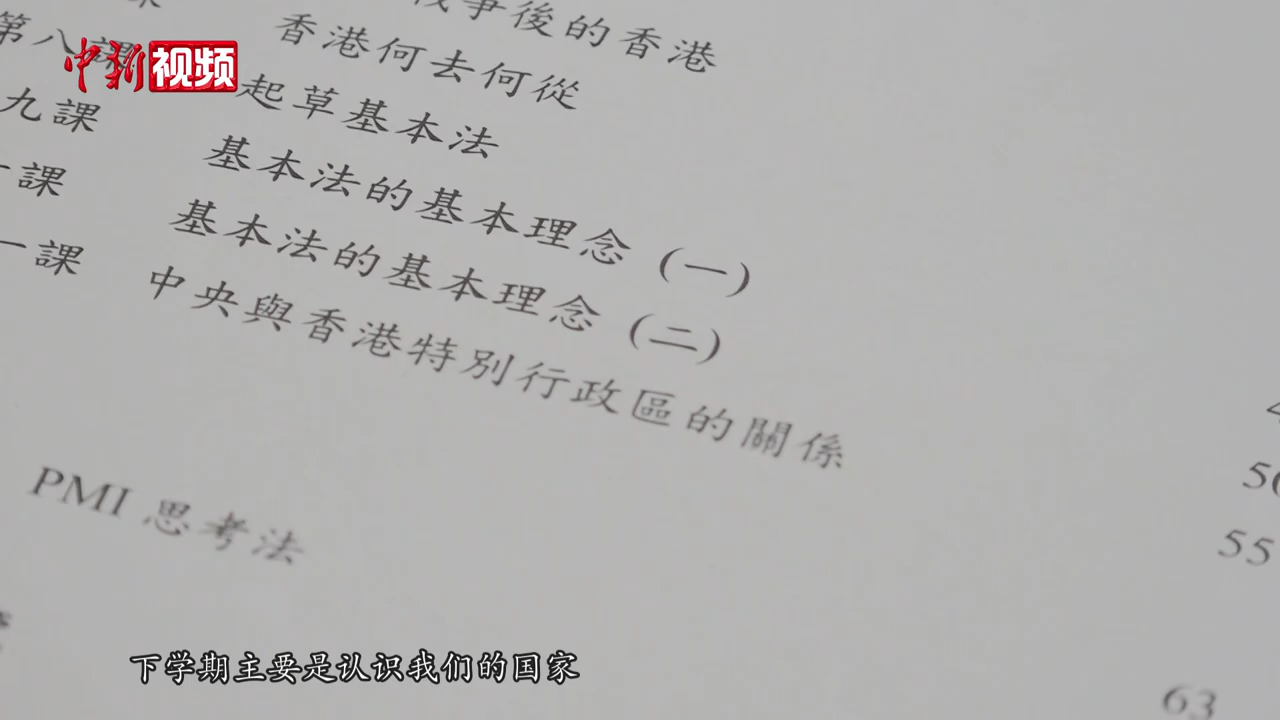 爭後的香港
香港何去何從
第八課 起草基本法
九課 基本法的基本理念（一）
課 基本法的基本理念（二）
一課 中央與香港特別行政區的關係
50
55
PMI 思考法
63
中新视频
下学期主要是认识我们的国家